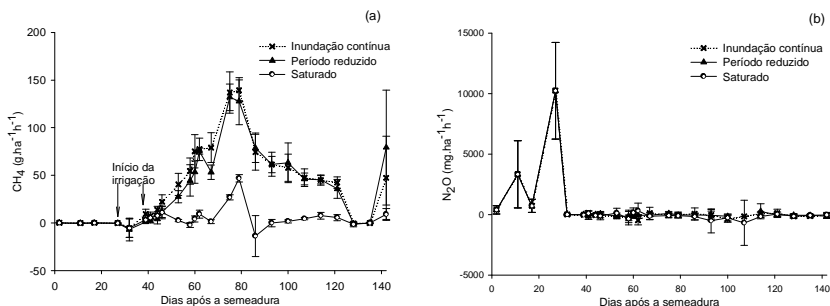 (a)
Inundação contínua
Período reduzido
Saturado
200
150
100
50
0
-50
CH4 (g.ha-1h-1)
Início da
irrigação
0 20 40 60 80 100 120 140
Dias após a semeadura
(b)
Inundação contínua
Período reduzido
Saturado
15000
10000
5000
0
-5000
N2O (mg.ha-1h-1)
0 20 40 60 80 100 120 140
Dias após a semeadura